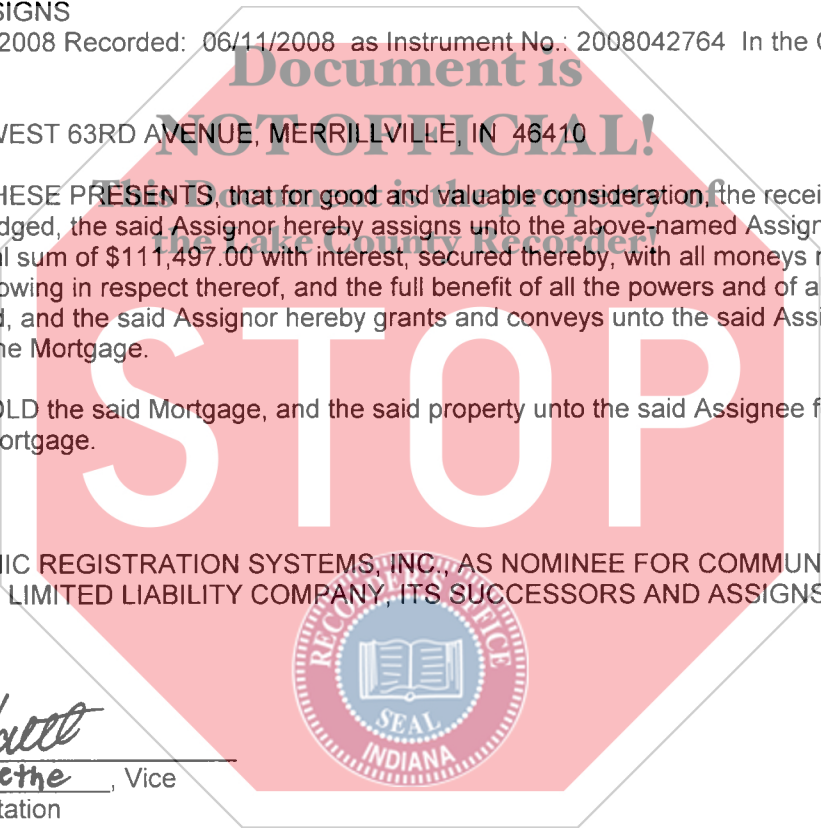 SIGNS
2008 Recorded: 06/11/2008 as Instrument No.: 2008042764 In the
Document is
WEST 63RD AVENUE, MERRILLVILLE, IN 46410
NOT OFFICIAL!
HESE PRESENTS, that for good and valuable consideration, the recei
This Document is the property of
dged, the said Assignor hereby assigns unto the above-named Assign
the Lake County Recorder!
l sum of $111,497.00 with interest, secured thereby, with all moneys
owing in respect thereof, and the full benefit of all the powers and of a
d, and the said Assignor hereby grants and conveys unto the said Assi
he Mortgage.
STOP
OLD the said Mortgage, and the said property unto the said Assignee f
ortgage.
NIC REGISTRATION SYSTEMS, INC., AS NOMINEE FOR COMMUN
LIMITED LIABILITY COMPANY, ITS SUCCESSORS AND ASSIGNS
RECORDER'S OFFICE
SEAL
INDIANA
ethe, Vice
tation